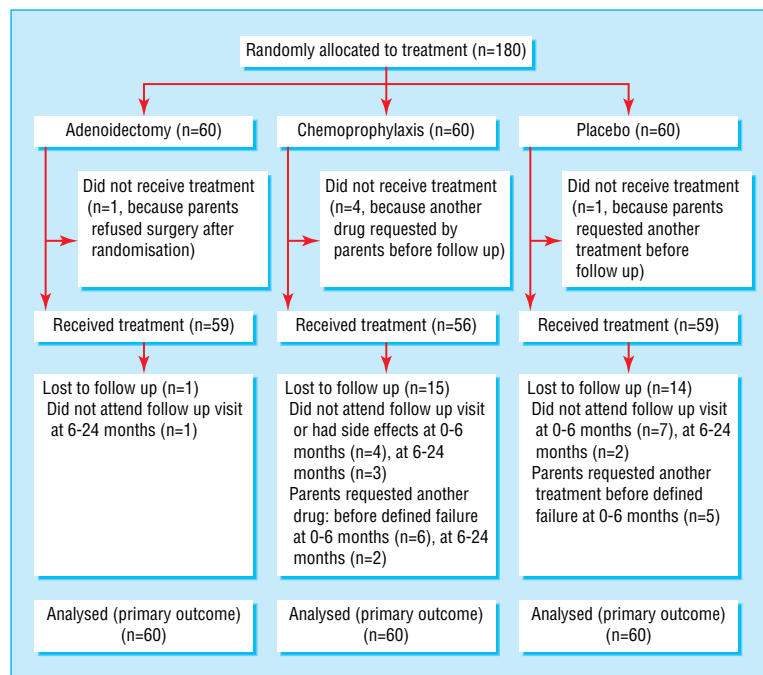 Randomly allocated to treatment (n=180)
Adenoidectomy (n=60)
Chemoprophylaxis (n=60)
Placebo (n=60)
Did not receive treatment
(n=1, because parents
refused surgery after
randomisation)
Did not receive treatment
(n=4, because another
drug requested by
parents before follow up)
Did not receive treatment
(n=1, because parents
requested another
treatment before
follow up)
Received treatment (n=59)
Received treatment (n=56)
Received treatment (n=59)
Lost to follow up (n=1)
Did not attend follow up visit
at 6-24 months (n=1)
Lost to follow up (n=15)
Did not attend follow up visit
or had side effects at 0-6
months (n=4), at 6-24
months (n=3)
Parents requested another
drug: before defined failure
at 0-6 months (n=6), at 6-24
months (n=2)
Lost to follow up (n=14)
Did not attend follow up visit
at 0-6 months (n=7), at 6-24
months (n=2)
Parents requested another
treatment before defined
failure at 0-6 months (n=5)
Analysed (primary outcome)
(n=60)
Analysed (primary outcome)
(n=60)
Analysed (primary outcome)
(n=60)